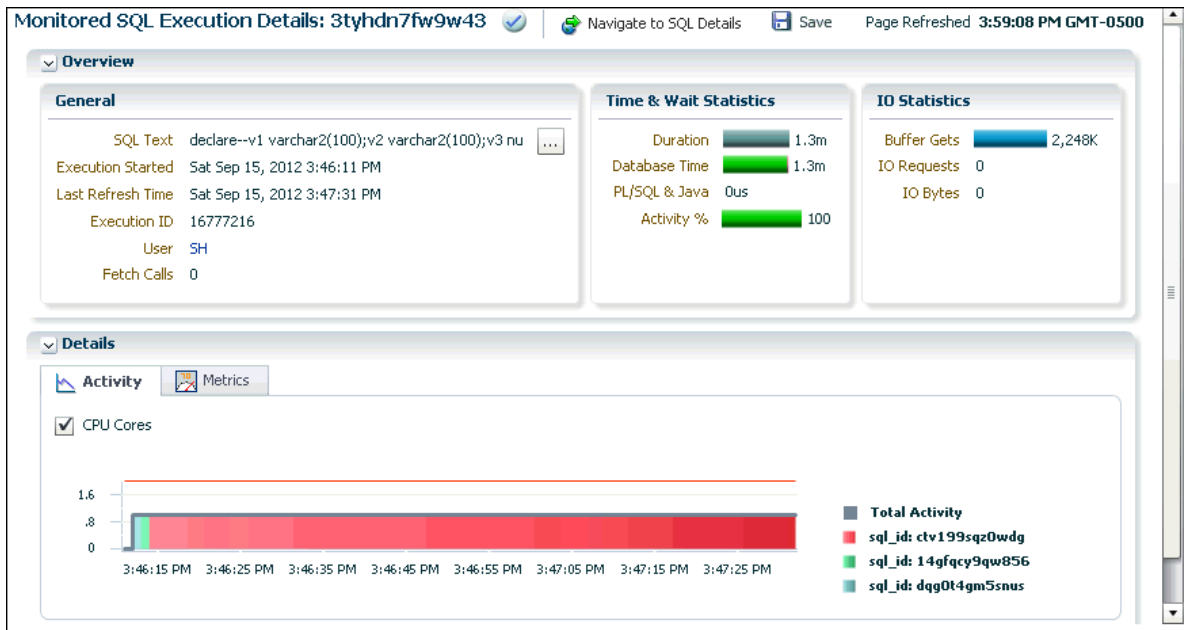 Monitored SQL Execution Details: 3tyhdn7fw9w43 Navigate to SQL Details Save Page Refreshed 3:59:08 PM GMT-0500
Overview
General
SQL Text declare--v1 varchar2(100);v2 varchar2(100);v3 nu ...
Execution Started Sat Sep 15, 2012 3:46:11 PM
Last Refresh Time Sat Sep 15, 2012 3:47:31 PM
Execution ID 16777216
User SH
Fetch Calls 0
Time & Wait Statistics
Duration 1.3m
Database Time 1.3m
PL/SQL & Java 0us
Activity % 100
IO Statistics
Buffer Gets 2,248K
IO Requests 0
IO Bytes 0
Details
Activity Metrics
CPU Cores
1.6
.8
0
3:46:15 PM 3:46:25 PM 3:46:35 PM 3:46:45 PM 3:46:55 PM 3:47:05 PM 3:47:15 PM 3:47:25 PM
Total Activity
sql_id: ctv199sqz0wdg
sql_id: 14gfqcy9qw856
sql_id: dqg0t4gm5snus